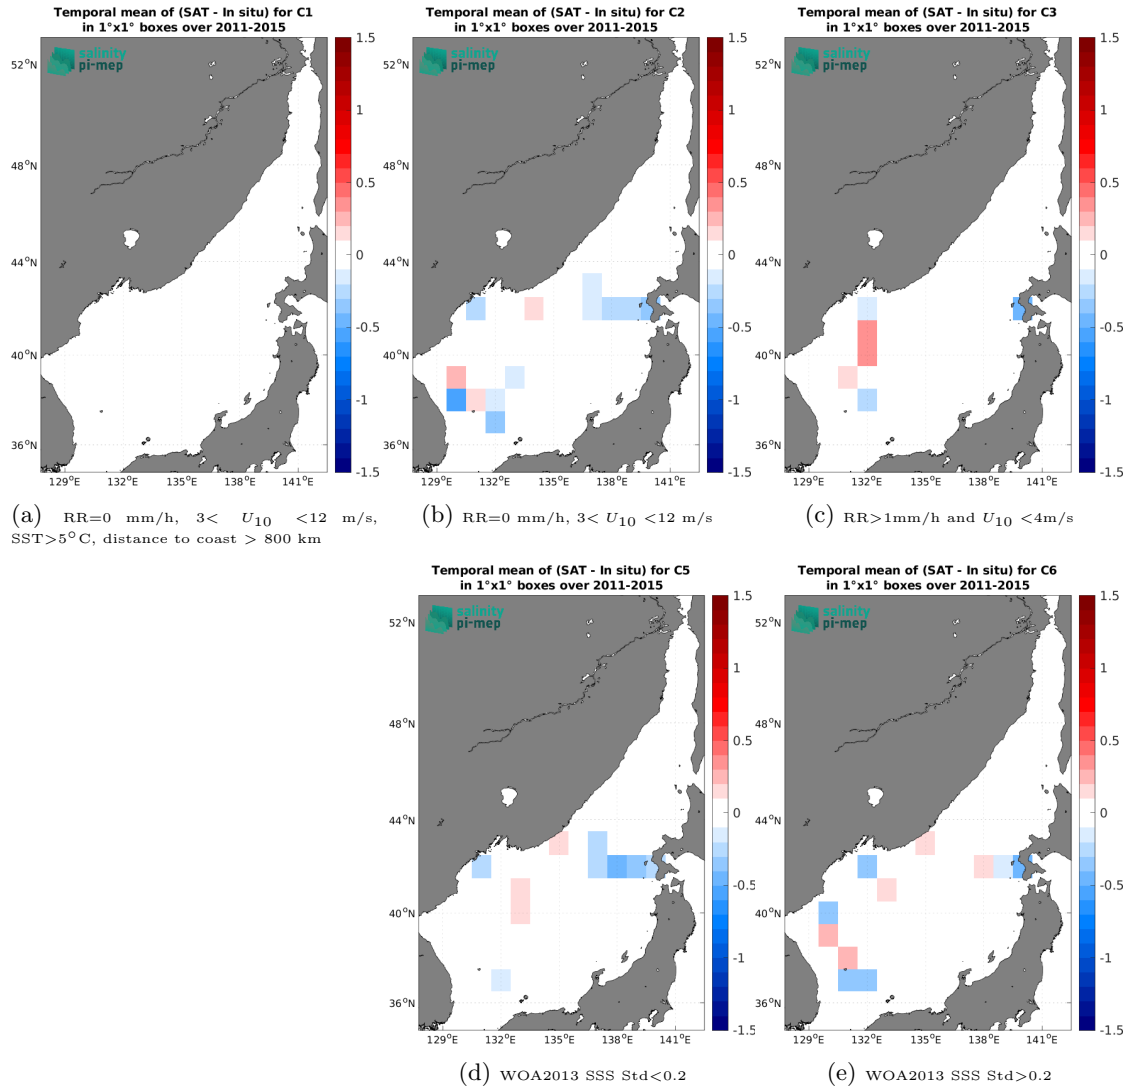 Temporal mean of (SAT - In situ) for C1
in 1°x1° boxes over 2011-2015
salinity
pi-mep
52°N
48°N
44°N
40°N
36°N
129°E 132°E 135°E 138°E 141°E
1.5
1
0.5
0
-0.5
-1
-1.5
(a) RR=0 mm/h, 3< U10 <12 m/s,
SST>5°C, distance to coast > 800 km
Temporal mean of (SAT - In situ) for C2
in 1°x1° boxes over 2011-2015
salinity
pi-mep
52°N
48°N
44°N
40°N
36°N
129°E 132°E 135°E 138°E 141°E
1.5
1
0.5
0
-0.5
-1
-1.5
(b) RR=0 mm/h, 3< U10 <12 m/s
Temporal mean of (SAT - In situ) for C3
in 1°x1° boxes over 2011-2015
salinity
pi-mep
52°N
48°N
44°N
40°N
36°N
129°E 132°E 135°E 138°E 141°E
1.5
1
0.5
0
-0.5
-1
-1.5
(c) RR>1mm/h and U10 <4m/s
Temporal mean of (SAT - In situ) for C5
in 1°x1° boxes over 2011-2015
salinity
pi-mep
52°N
48°N
44°N
40°N
36°N
129°E 132°E 135°E 138°E 141°E
1.5
1
0.5
0
-0.5
-1
-1.5
(d) WOA2013 SSS Std<0.2
Temporal mean of (SAT - In situ) for C6
in 1°x1° boxes over 2011-2015
salinity
pi-mep
52°N
48°N
44°N
40°N
36°N
129°E 132°E 135°E 138°E 141°E
1.5
1
0.5
0
-0.5
-1
-1.5
(e) WOA2013 SSS Std>0.2